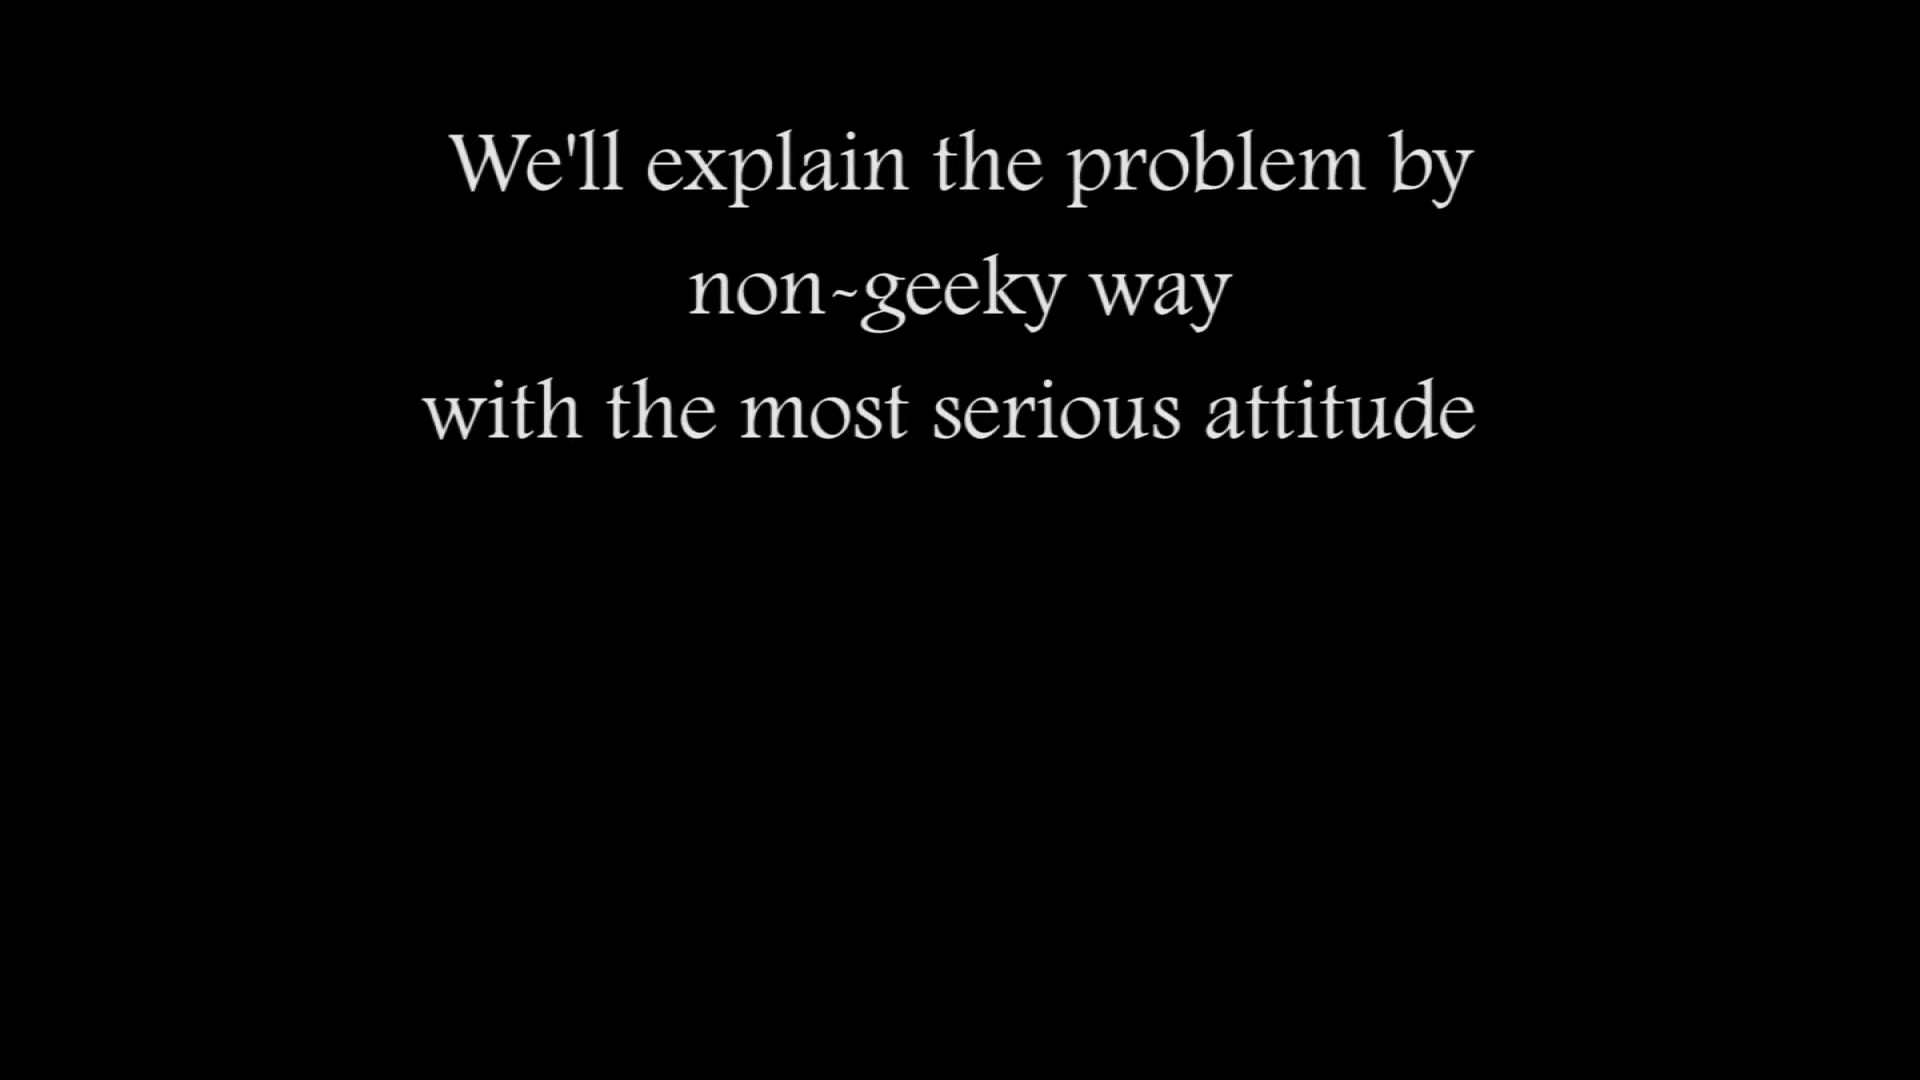 We'll explain the problem by
non-geeky way
with the most serious attitude